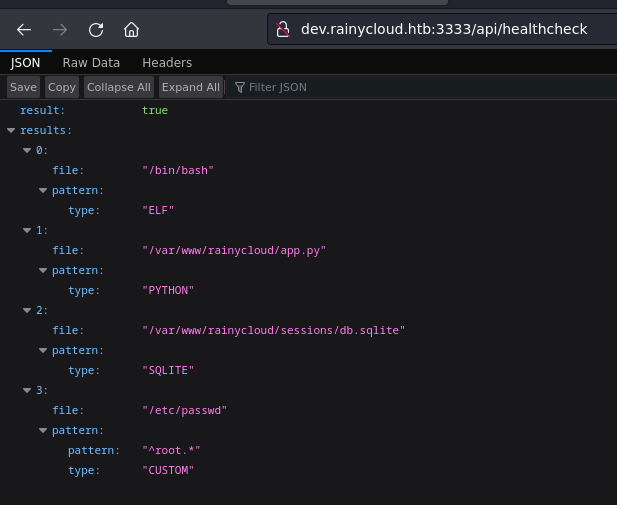 dev.rainycloud.htb:3333/api/healthcheck
JSON Raw Data Headers
Save Copy Collapse All Expand All Filter JSON
result: true
results:
0:
file: "/bin/bash"
pattern:
type: "ELF"
1:
file: "/var/www/rainycloud/app.py"
pattern:
type: "PYTHON"
2:
file: "/var/www/rainycloud/sessions/db.sqlite"
pattern:
type: "SQLITE"
3:
file: "/etc/passwd"
pattern:
pattern: "^root.*"
type: "CUSTOM"